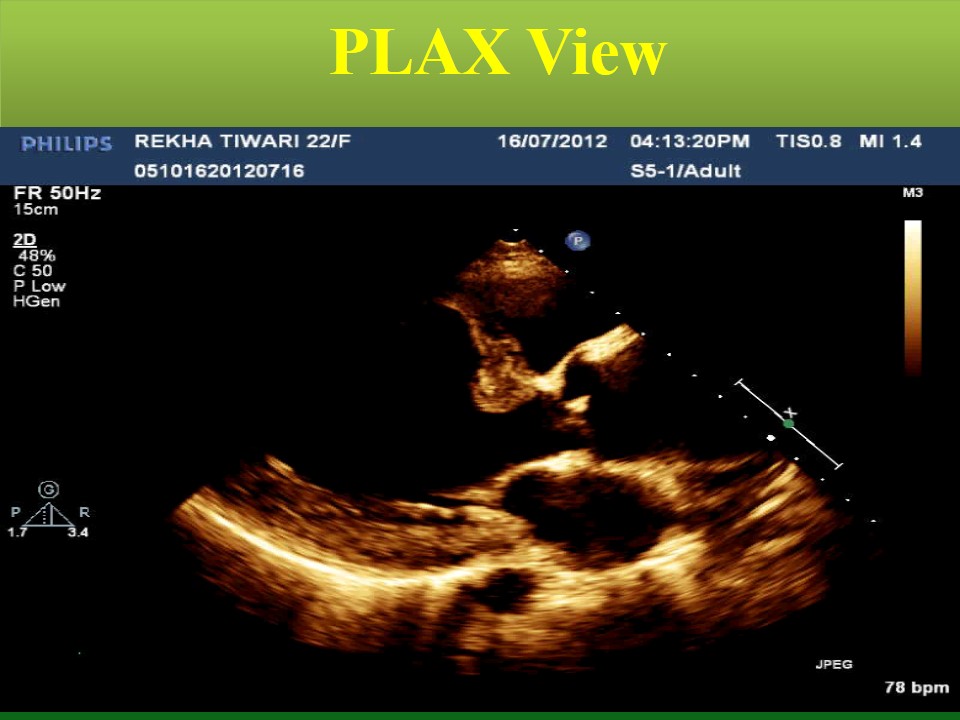 PLAX View
PHILIPS REKHA TIWARI 22/F 16/07/2012 04:13:20PM TIS0.8 MI 1.4
05101620120716 S5-1/Adult
FR 50Hz
15cm
M3
2D
48%
C 50
P Low
HGen
P
X
G
P R
1.7 3.4
JPEG
78 bpm